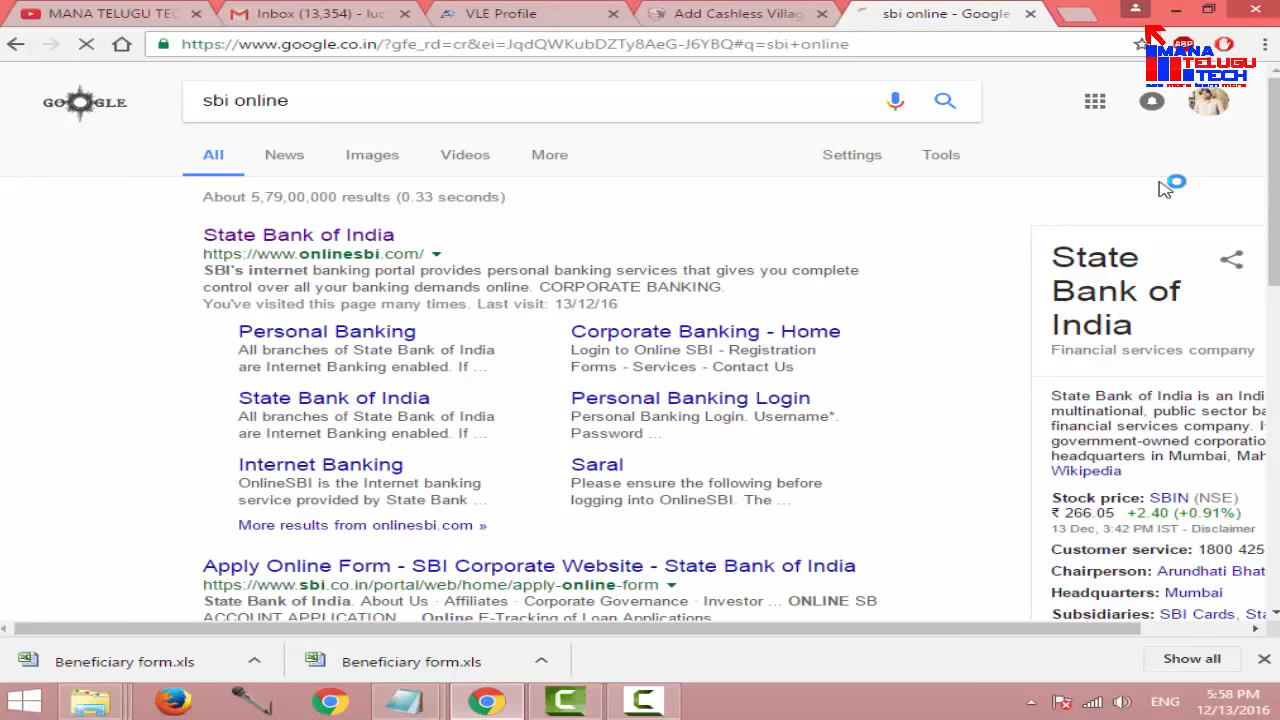 MANA TELUGU TEC
Inbox (13,354) - luc
VLE Profile
Add Cashless Villag
sbi online - Google
https://www.google.co.in/?gfe_rd=cr&ei=JqdQWKubDZTy8AeG-J6YBQ#q=sbi+online
ABP
MANA
TELUGU
TECH
GOOGLE
sbi online
All
News
Images
Videos
More
Settings
Tools
About 5,79,00,000 results (0.33 seconds)
State Bank of India
https://www.onlinesbi.com/
SBI's internet banking portal provides personal banking services that gives you complete
control over all your banking demands online. CORPORATE BANKING.
You've visited this page many times. Last visit: 13/12/16
Personal Banking
All branches of State Bank of India
are Internet Banking enabled. If ...
Corporate Banking - Home
Login to Online SBI - Registration
Forms - Services - Contact Us
State Bank of India
All branches of State Bank of India
are Internet Banking enabled. If ...
Personal Banking Login
Personal Banking Login. Username*.
Password ...
Internet Banking
OnlineSBI is the Internet banking
service provided by State Bank ...
Saral
Please ensure the following before
logging into OnlineSBI. The ...
More results from onlinesbi.com »
Apply Online Form - SBI Corporate Website - State Bank of India
https://www.sbi.co.in/portal/web/home/apply-online-form
State Bank of India. About Us · Affiliates · Corporate Governance · Investor ... ONLINE SB
ACCOUNT APPLICATION. · Online E-Tracking of Loan Applications.
State
Bank of
India
Financial services company
State Bank of India is an Indi
multinational, public sector ba
financial services company. I
government-owned corporatio
headquarters in Mumbai, Mah
Wikipedia
Stock price: SBIN (NSE)
₹ 266.05 +2.40 (+0.91%)
13 Dec, 3:42 PM IST - Disclaimer
Customer service: 1800 425
Chairperson: Arundhati Bhat
Headquarters: Mumbai
Subsidiaries: SBI Cards, Sta
Beneficiary form.xls
Beneficiary form.xls
Show all
ENG
5:58 PM
12/13/2016